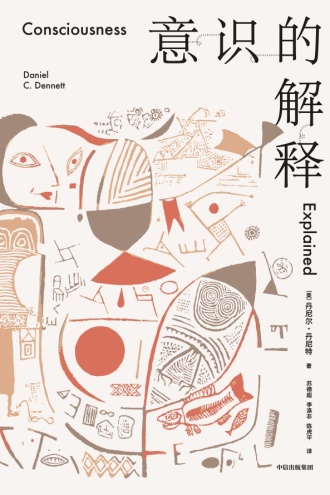 Consciousness
意识的解释
Daniel
C. Dennett
Explained
[美] 丹尼尔·丹尼特 著
苏德超 李涤非 陈虎平 译
中信出版集团